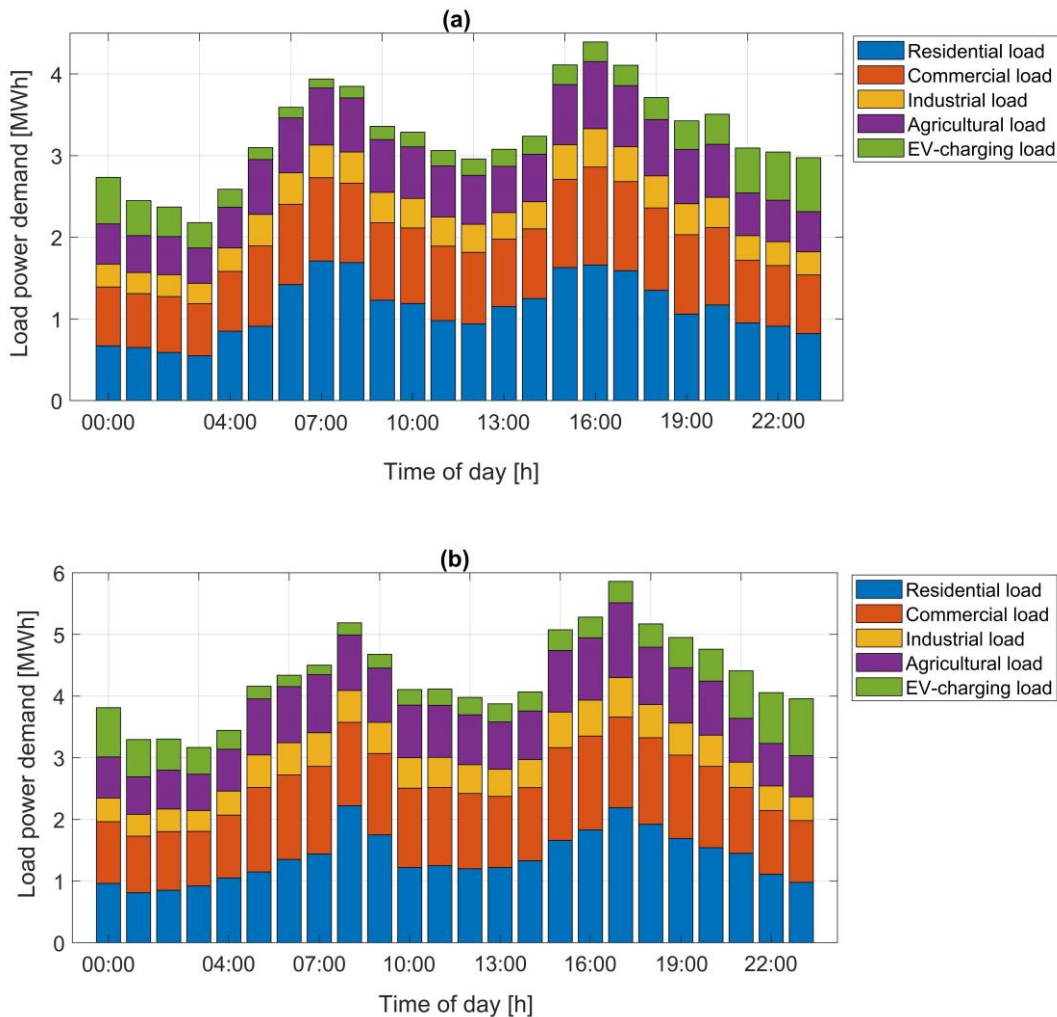 (a)
Load power demand [MWh]
4
3
2
1
0
00:00 04:00 07:00 10:00 13:00 16:00 19:00 22:00
Time of day [h]
Residential load
Commercial load
Industrial load
Agricultural load
EV-charging load
(b)
Load power demand [MWh]
6
5
4
3
2
1
0
00:00 04:00 07:00 10:00 13:00 16:00 19:00 22:00
Time of day [h]
Residential load
Commercial load
Industrial load
Agricultural load
EV-charging load